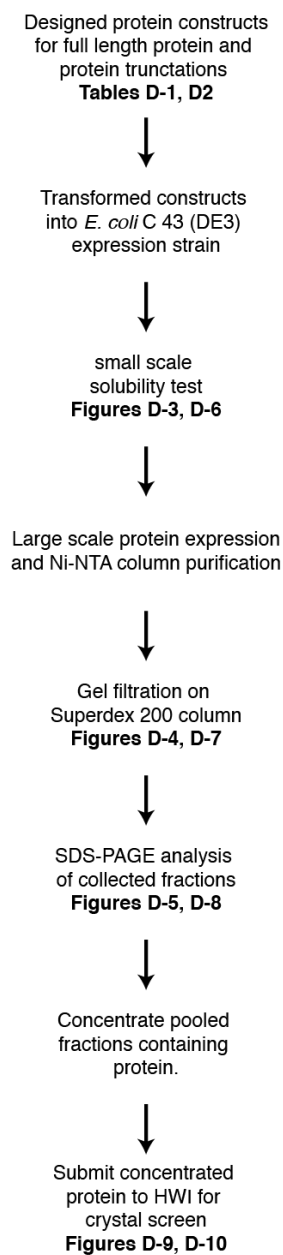 Designed protein constructs
for full length protein and
protein trunctations
Tables D-1, D2
Transformed constructs
into E. coli C 43 (DE3)
expression strain
small scale
solubility test
Figures D-3, D-6
Large scale protein expression
and Ni-NTA column purification
Gel filtration on
Superdex 200 column
Figures D-4, D-7
SDS-PAGE analysis
of collected fractions
Figures D-5, D-8
Concentrate pooled
fractions containing
protein.
Submit concentrated
protein to HWI for
crystal screen
Figures D-9, D-10